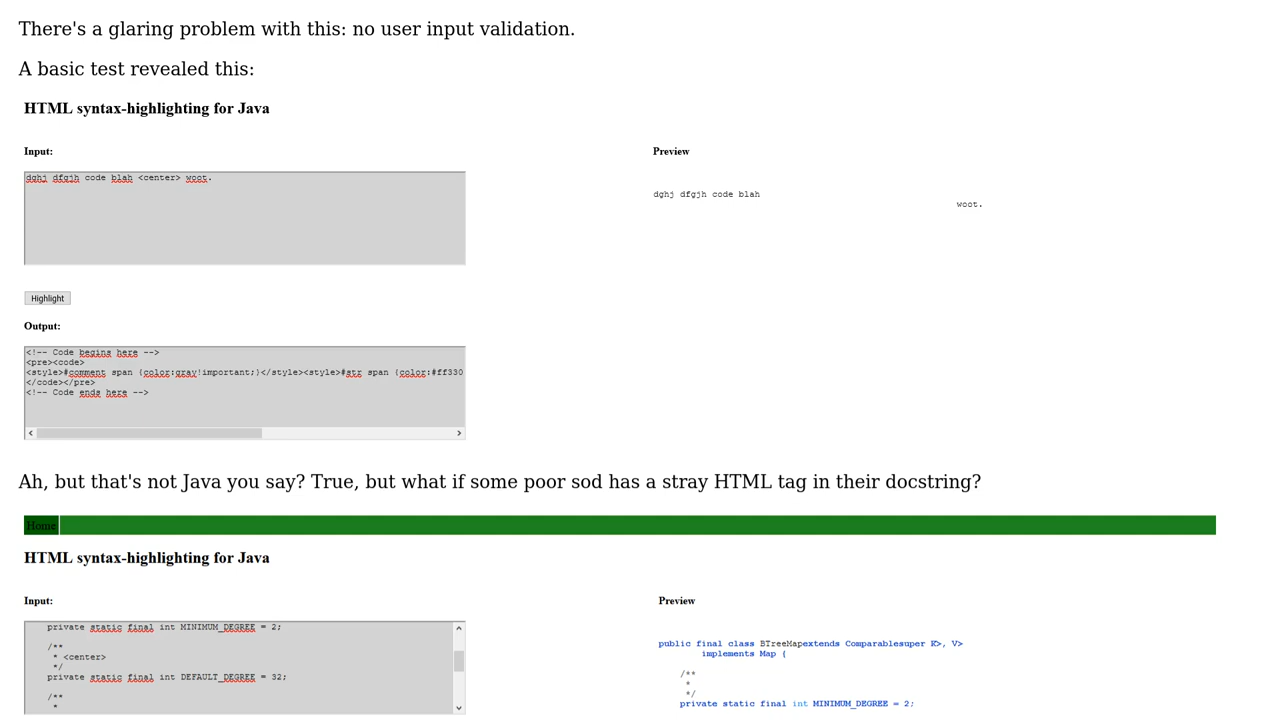 There's a glaring problem with this: no user input validation.
A basic test revealed this:
HTML syntax-highlighting for Java
Input:
dghj dfgjh code blah <center> woot.
Preview
dghj dfgjh code blah
woot.
Highlight
Output:
<!-- Code begins here -->
<pre><code>
<style>#comment span {color:gray!important;}</style><style>#str span {color:#ff330
</code></pre>
<!-- Code ends here -->
Ah, but that's not Java you say? True, but what if some poor sod has a stray HTML tag in their docstring?
Home
HTML syntax-highlighting for Java
Input:
private static final int MINIMUM_DEGREE = 2;
/**
* <center>
*/
private static final int DEFAULT_DEGREE = 32;
/**
*
Preview
public final class BTreeMapextends Comparablesuper K>, V>
implements Map {
/**
*
*/
private static final int MINIMUM_DEGREE = 2;